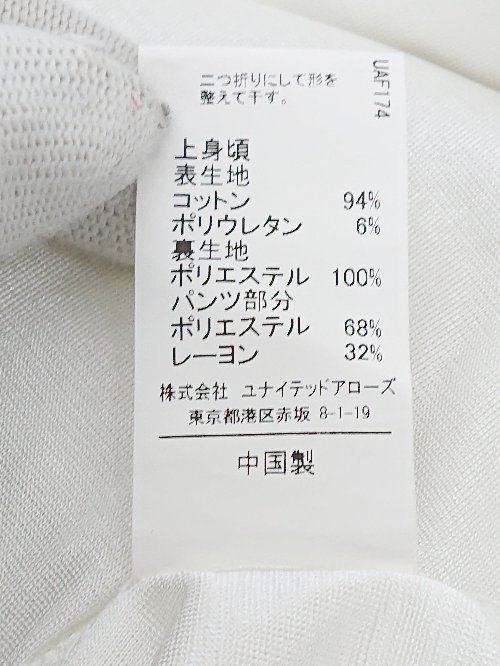 二つ折りにして形を
整えて干す。
UAF174
上身頃
表生地
コットン 94%
ポリウレタン 6%
裏生地
ポリエステル 100%
パンツ部分
ポリエステル 68%
レーヨン 32%
株式会社 ユナイテッドアローズ
東京都港区赤坂 8-1-19
中国製